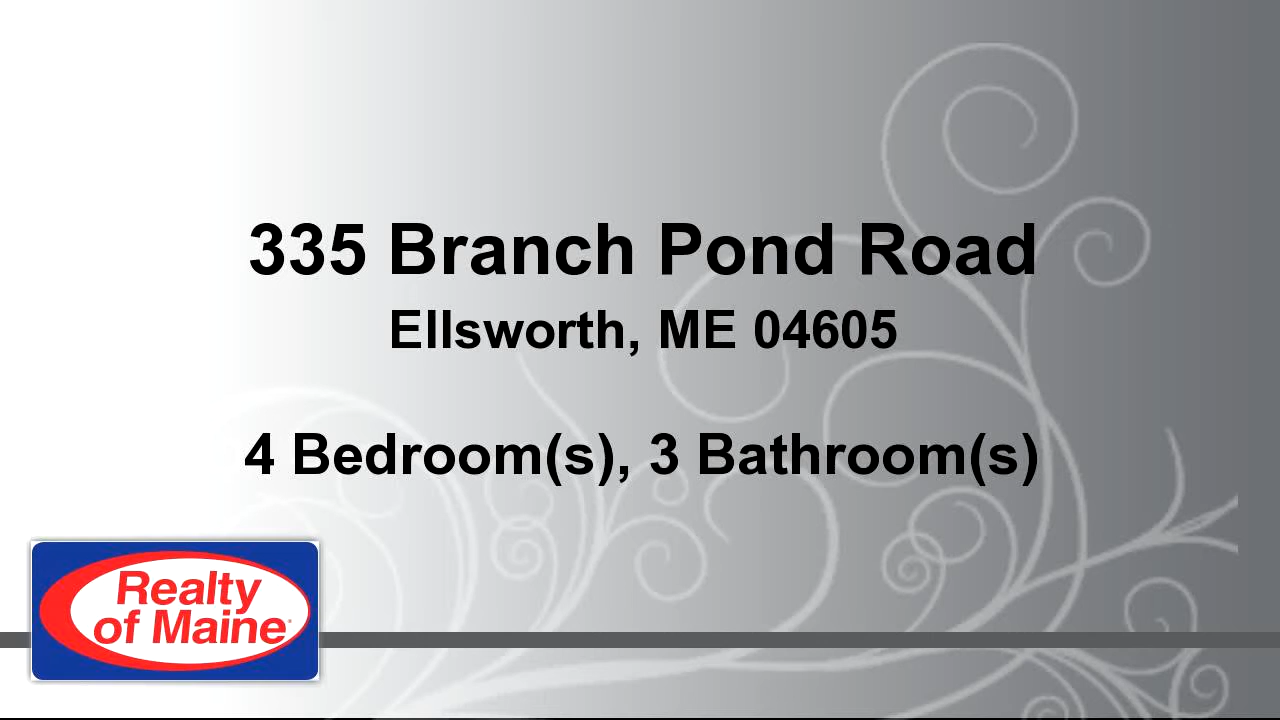 335 Branch Pond Road
Ellsworth, ME 04605
4 Bedroom(s), 3 Bathroom(s)
Realty
of Maine